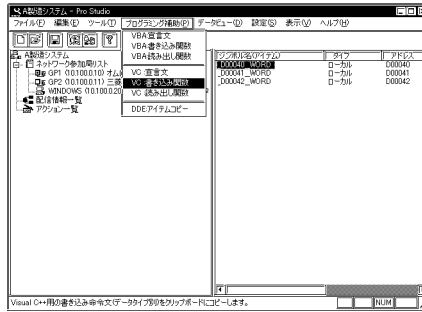 A製造システム - Pro Studio
ファイル(F) 編集(E) ツール(T) プログラミング補助(P) データビュー(D) 設定(S) 表示(V) ヘルプ(H)
VBA宣言文
VBA書き込み関数
VBA読み出し関数
VC 宣言文
VC 書き込み関数
VC 読み出し関数
DDEアイテムコピー
A製造システム
ネットワーク参加局リスト
GP1 (10.100.0.10) オム
GP2 (10.100.0.11) 三菱
WINDOWS (10.100.0.20
配信情報一覧
アクション一覧
シンボル名(アイテム) タイプ アドレス
_D00040_WORD ローカル D00040
_D00041_WORD ローカル D00041
_D00042_WORD ローカル D00042
Visual C++用の書き込み命令文(データタイプ別)をクリップボードにコピーします。
NUM